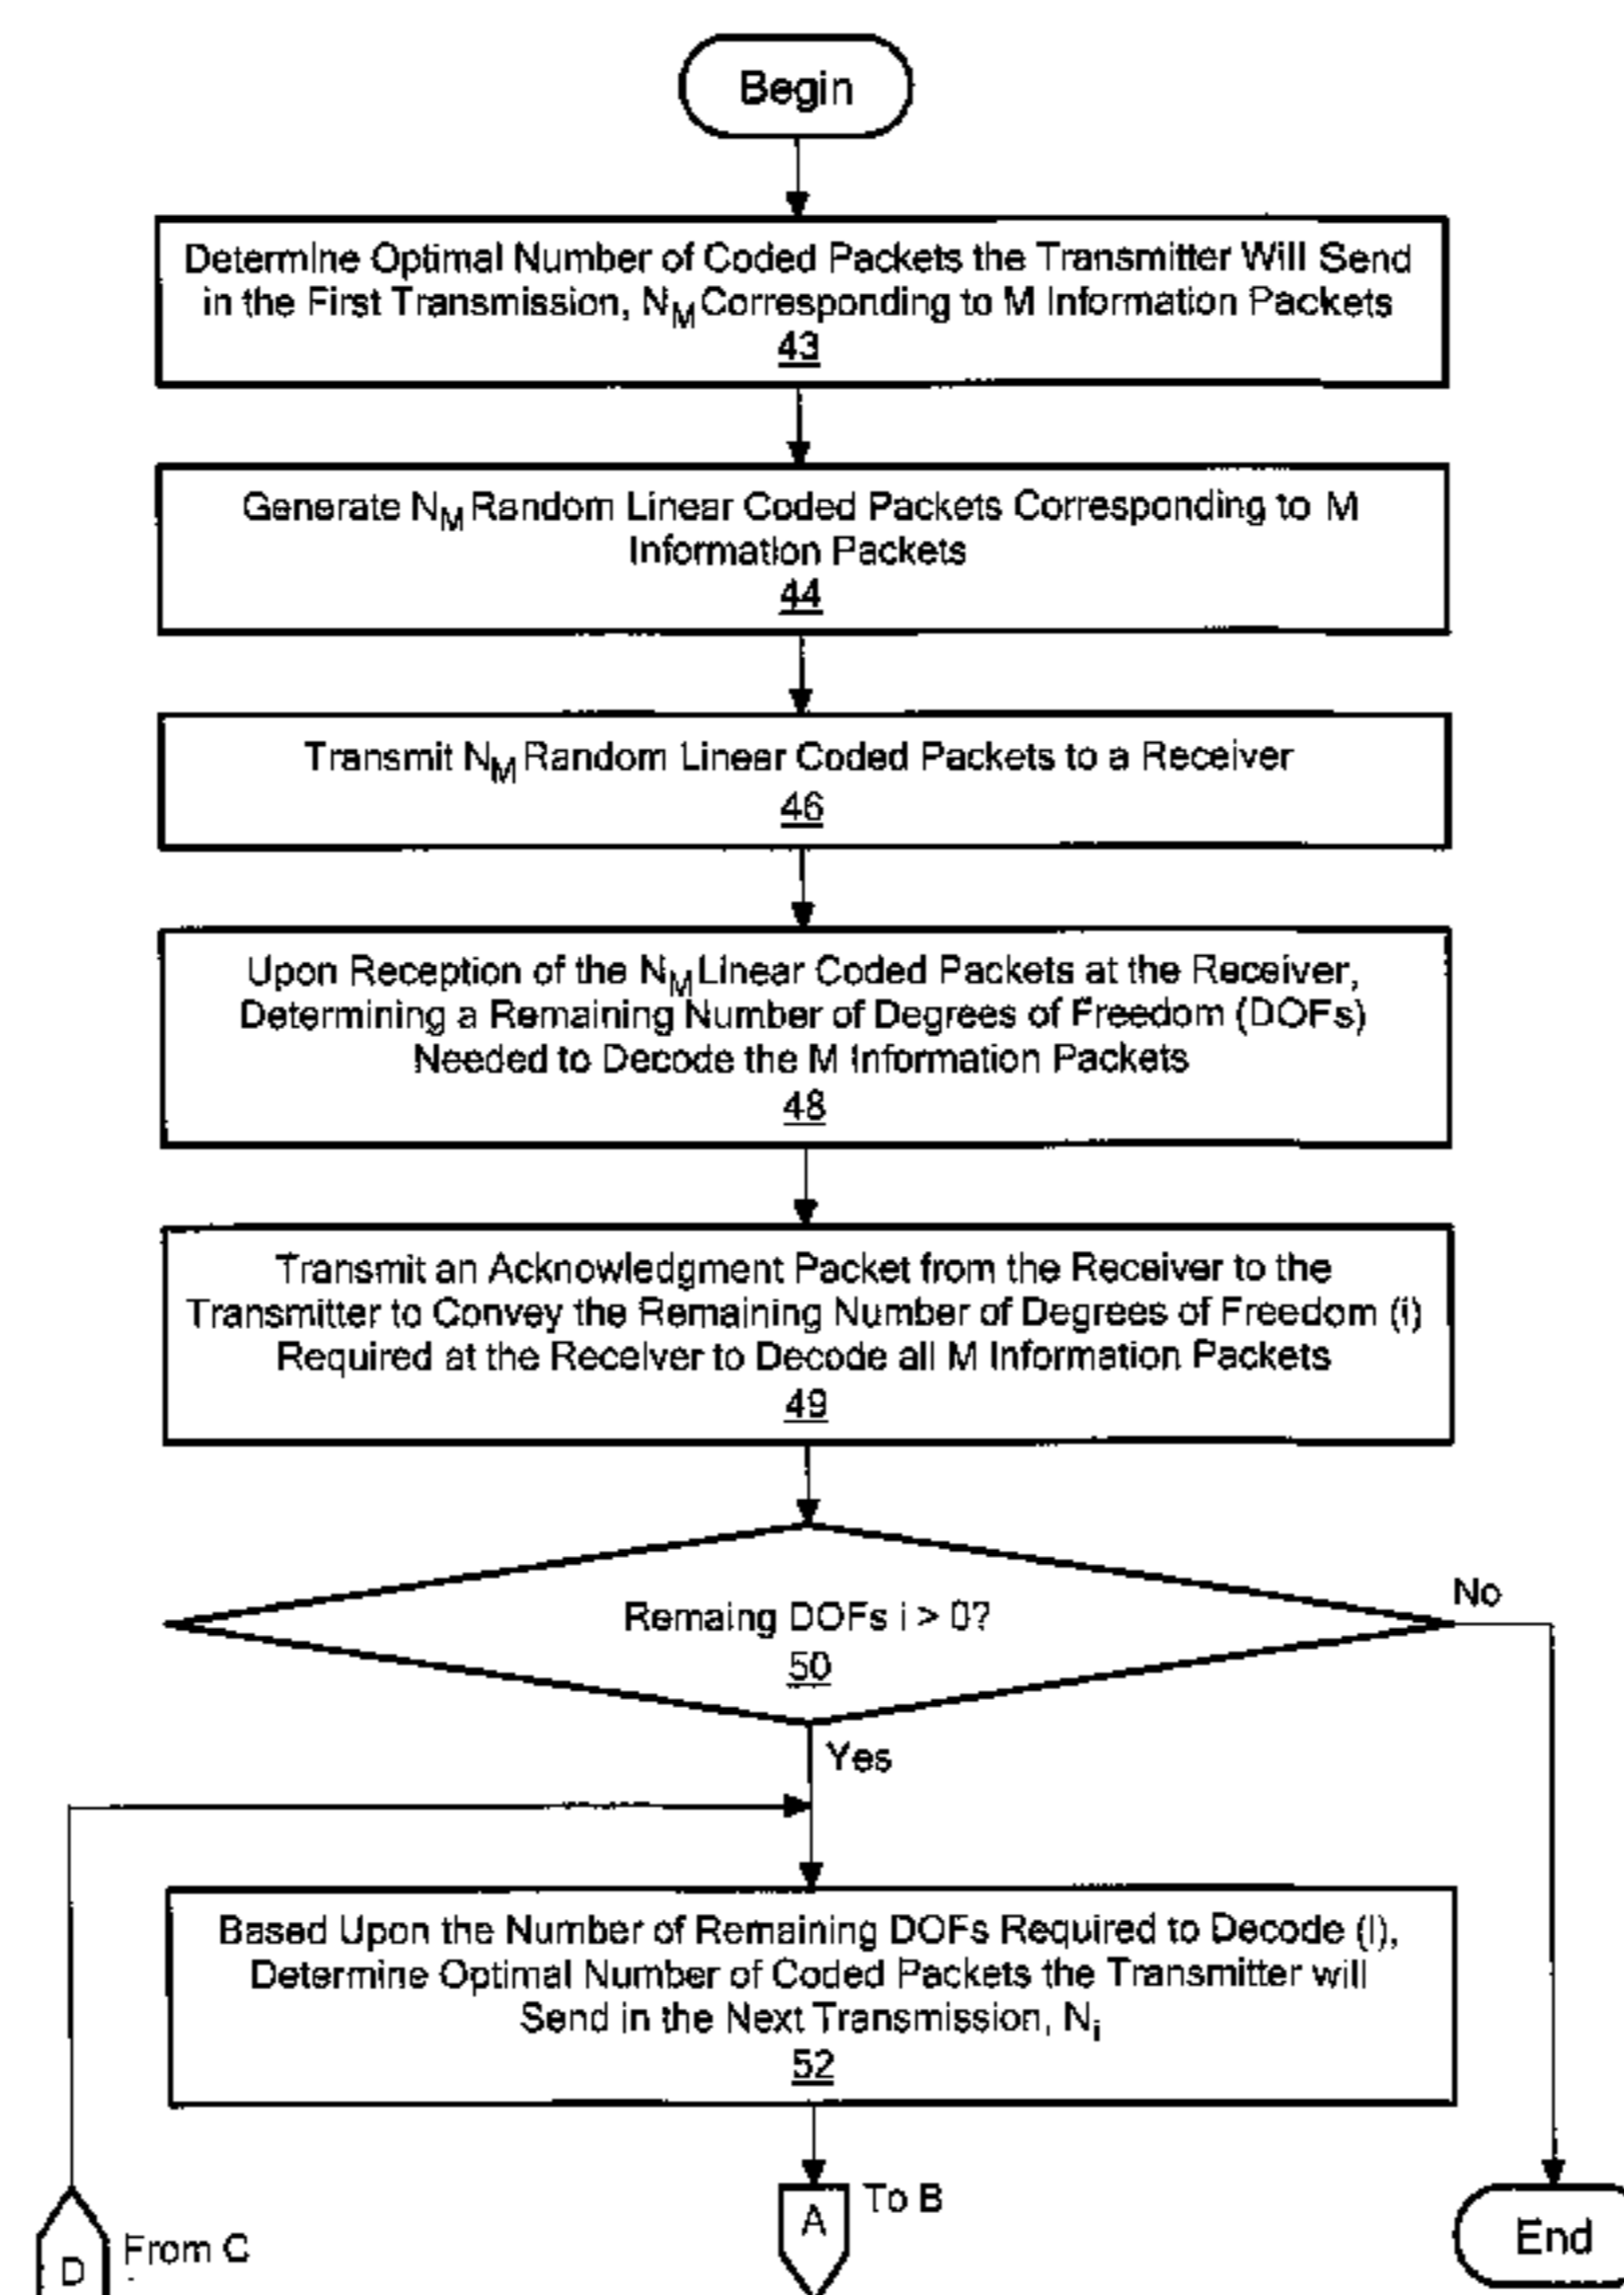 Begin
Determine Optimal Number of Coded Packets the Transmitter Will Send
in the First Transmission, NM Corresponding to M Information Packets
43
Generate NM Random Linear Coded Packets Corresponding to M
Information Packets
44
Transmit NM Random Linear Coded Packets to a Receiver
46
Upon Reception of the NM Linear Coded Packets at the Receiver,
Determining a Remaining Number of Degrees of Freedom (DOFs)
Needed to Decode the M Information Packets
48
Transmit an Acknowledgment Packet from the Receiver to the
Transmitter to Convey the Remaining Number of Degrees of Freedom (i)
Required at the Receiver to Decode all M Information Packets
49
No
Remaing DOFs i > 0?
50
Yes
Based Upon the Number of Remaining DOFs Required to Decode (i),
Determine Optimal Number of Coded Packets the Transmitter will
Send in the Next Transmission, Ni
52
A
To B
D
From C
End